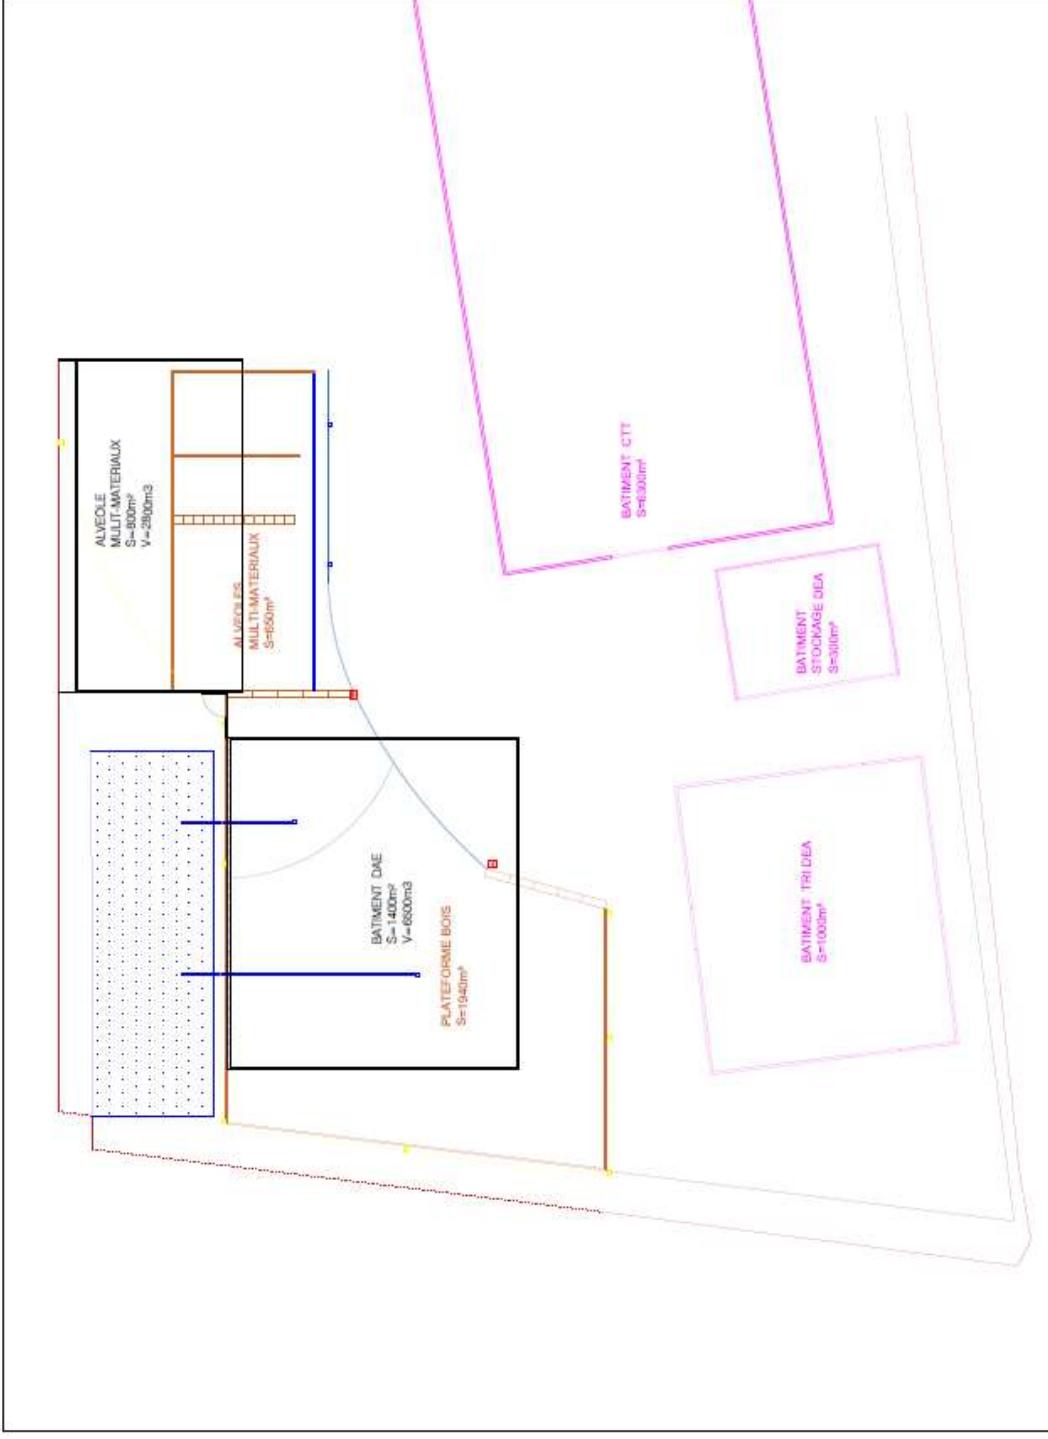 ALVEOLE
MULIT-MATERIAUX
S=800m²
V=2800m3
ALVEOLES
MULTI-MATERIAUX
S=650m²
BATIMENT CTT
S=6300m²
BATIMENT
STOCKAGE DEA
S=300m²
BATIMENT DAE
S=1400m²
V=6500m3
PLATEFORME BOIS
S=1940m²
BATIMENT TRI DEA
S=1000m²